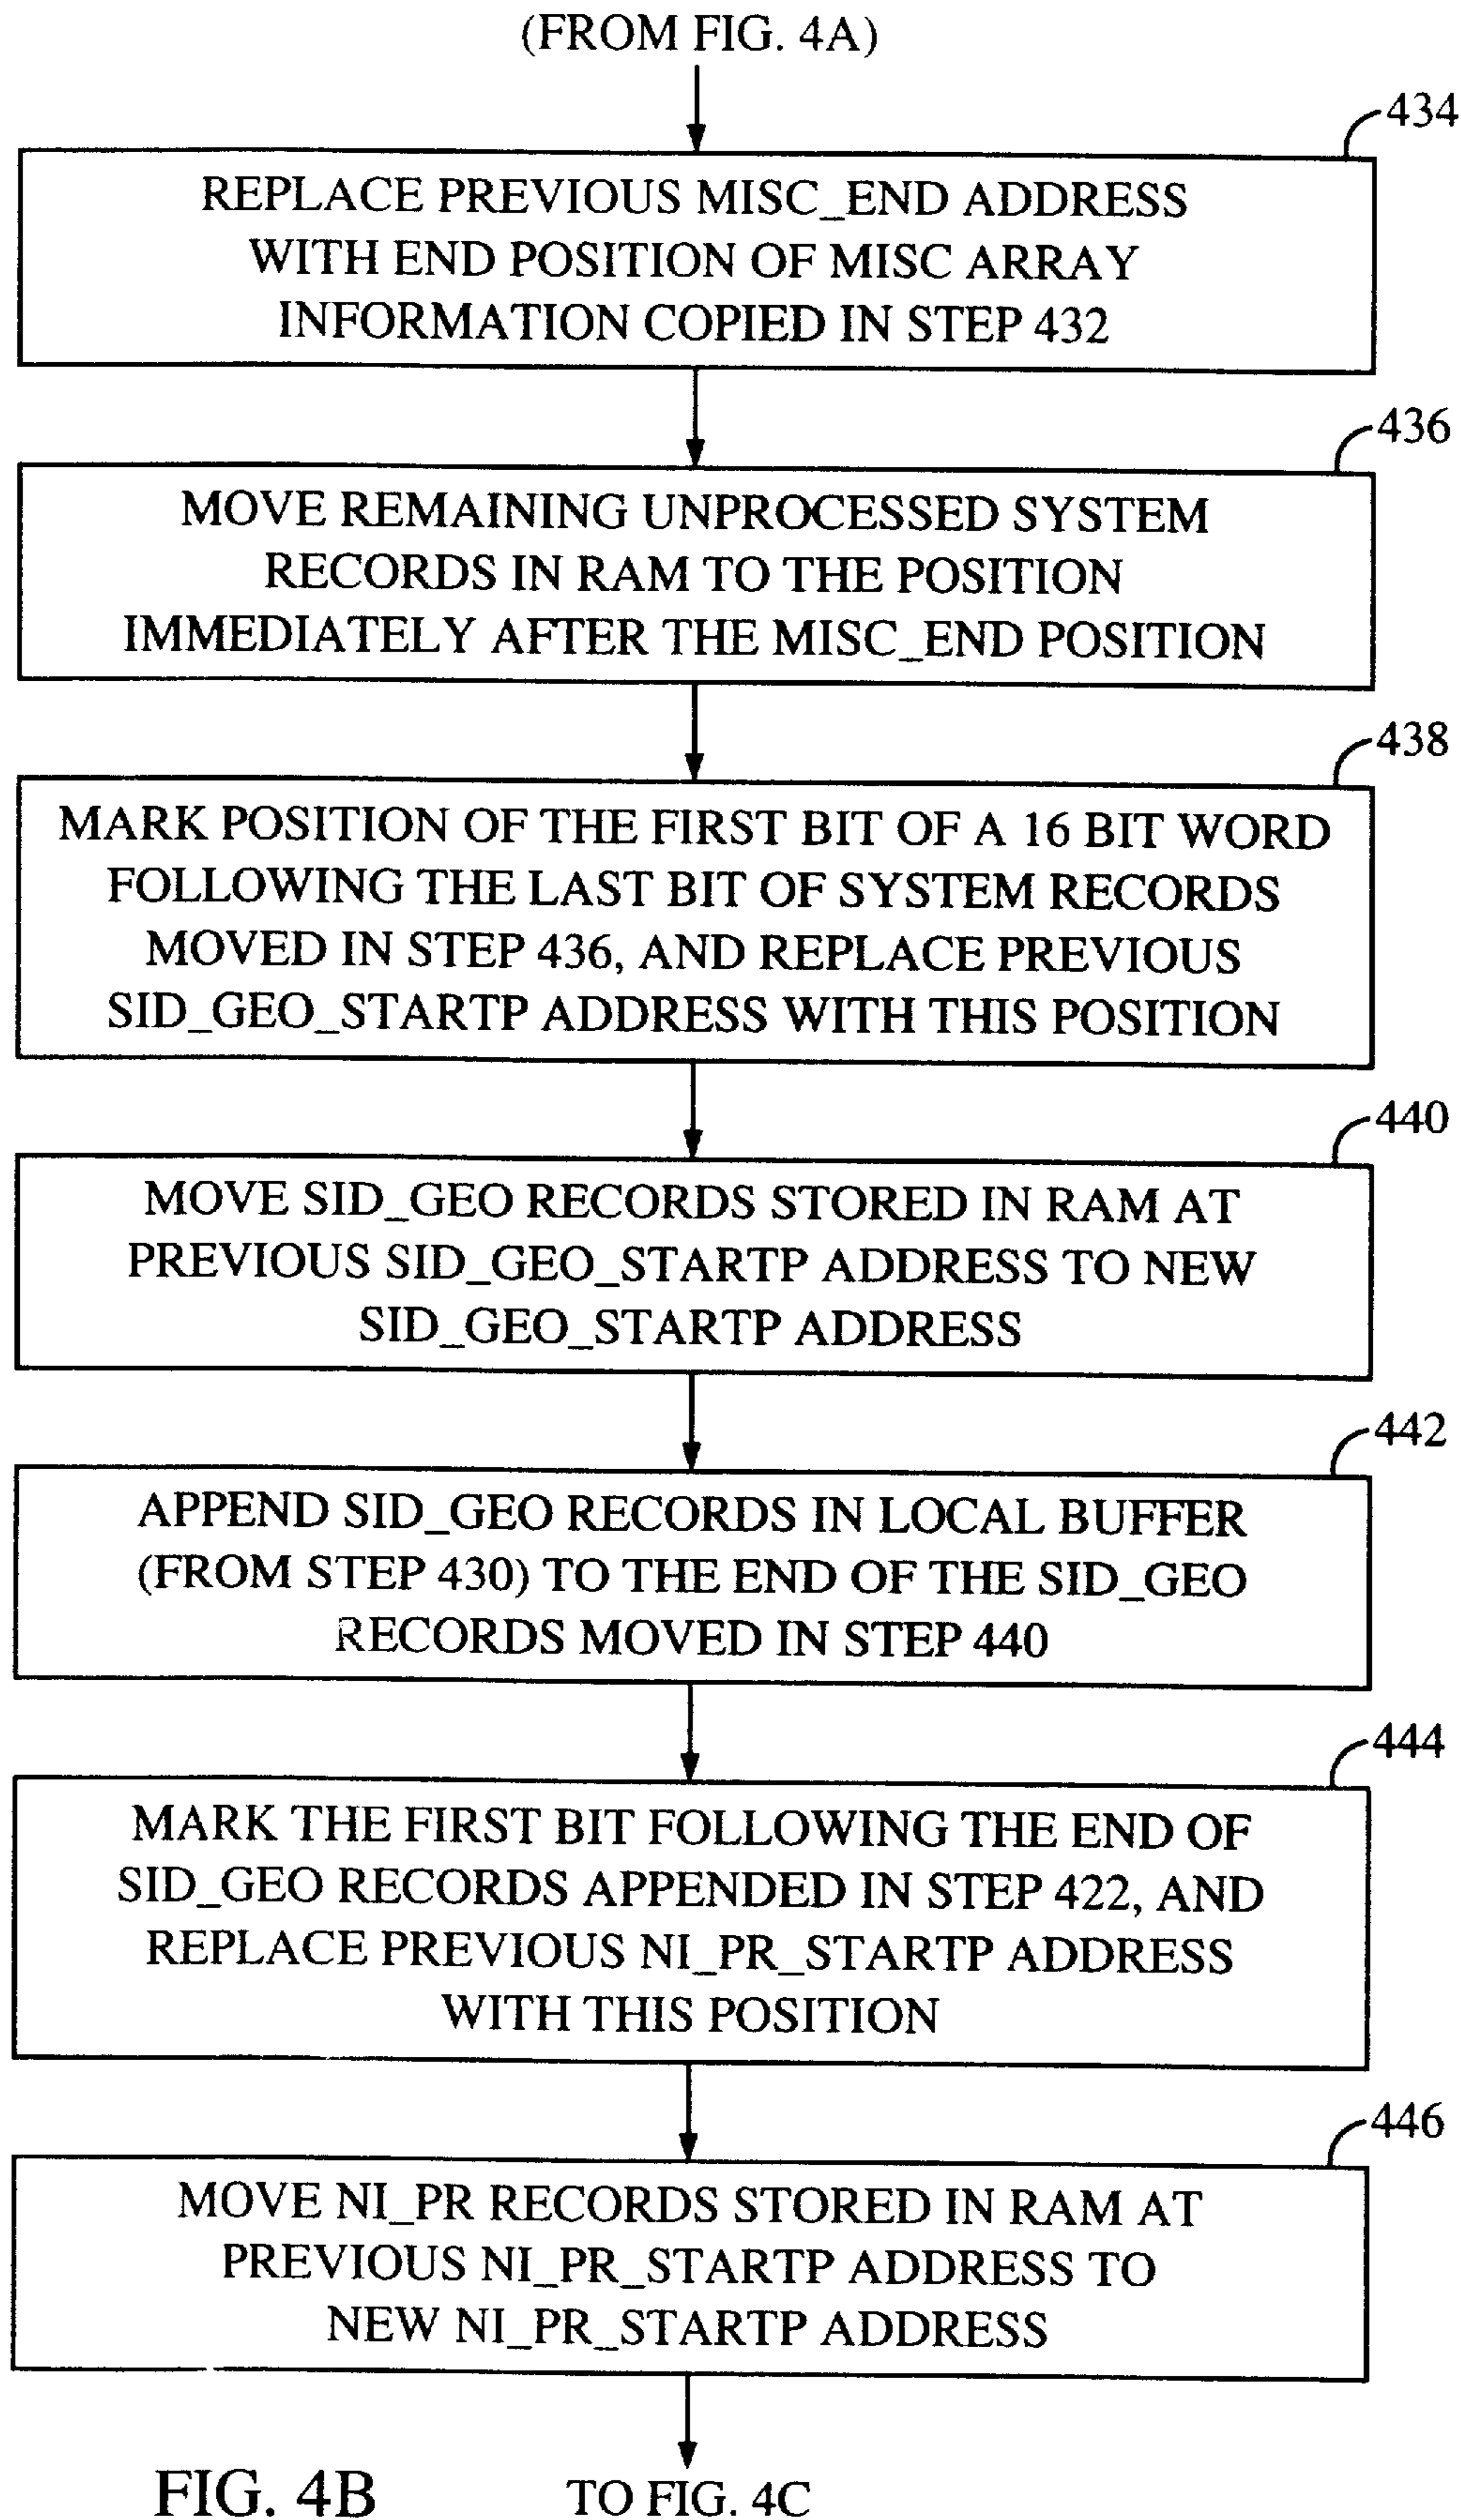 (FROM FIG. 4A)
434
REPLACE PREVIOUS MISC_END ADDRESS
WITH END POSITION OF MISC ARRAY
INFORMATION COPIED IN STEP 432
436
MOVE REMAINING UNPROCESSED SYSTEM
RECORDS IN RAM TO THE POSITION
IMMEDIATELY AFTER THE MISC_END POSITION
438
MARK POSITION OF THE FIRST BIT OF A 16 BIT WORD
FOLLOWING THE LAST BIT OF SYSTEM RECORDS
MOVED IN STEP 436, AND REPLACE PREVIOUS
SID_GEO_STARTP ADDRESS WITH THIS POSITION
440
MOVE SID_GEO RECORDS STORED IN RAM AT
PREVIOUS SID_GEO_STARTP ADDRESS TO NEW
SID_GEO_STARTP ADDRESS
442
APPEND SID_GEO RECORDS IN LOCAL BUFFER
(FROM STEP 430) TO THE END OF THE SID_GEO
RECORDS MOVED IN STEP 440
444
MARK THE FIRST BIT FOLLOWING THE END OF
SID_GEO RECORDS APPENDED IN STEP 422, AND
REPLACE PREVIOUS NI_PR_STARTP ADDRESS
WITH THIS POSITION
446
MOVE NI_PR RECORDS STORED IN RAM AT
PREVIOUS NI_PR_STARTP ADDRESS TO
NEW NI_PR_STARTP ADDRESS
FIG. 4B
TO FIG. 4C